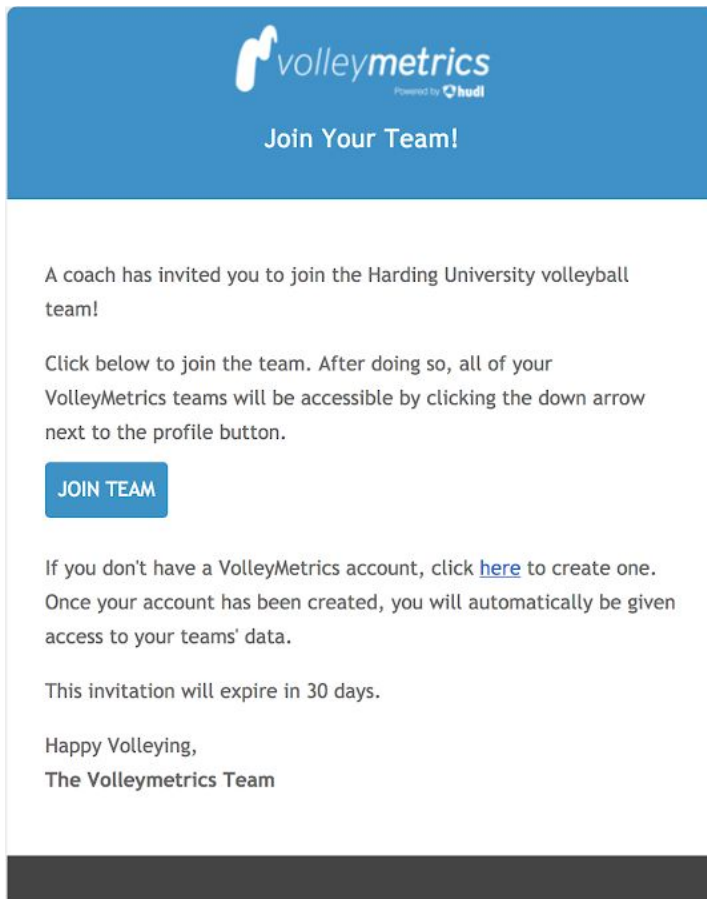 volleymetrics
Powered by hudl
Join Your Team!
A coach has invited you to join the Harding University volleyball
team!
Click below to join the team. After doing so, all of your
VolleyMetrics teams will be accessible by clicking the down arrow
next to the profile button.
JOIN TEAM
If you don't have a VolleyMetrics account, click here to create one.
Once your account has been created, you will automatically be given
access to your teams' data.
This invitation will expire in 30 days.
Happy Volleying,
The Volleymetrics Team